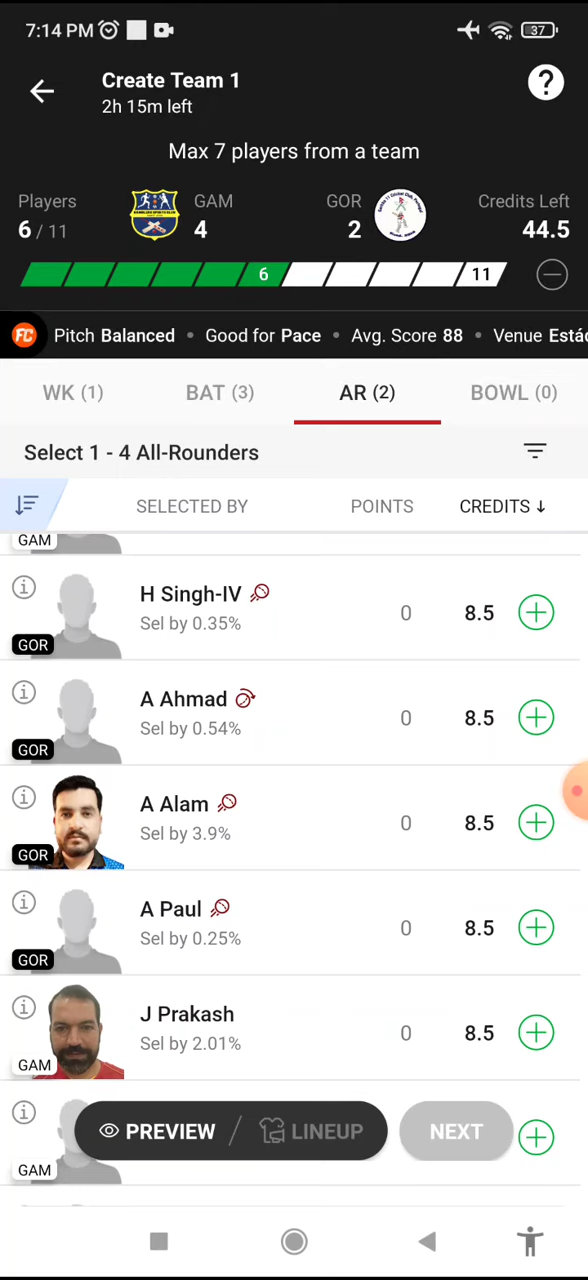 7:14 PM
37
Create Team 1
2h 15m left
?
Max 7 players from a team
Players
6 / 11
GAM
4
GOR
2
Credits Left
44.5
6
11
FC Pitch Balanced • Good for Pace • Avg. Score 88 • Venue Está
WK (1)
BAT (3)
AR (2)
BOWL (0)
Select 1 - 4 All-Rounders
SELECTED BY
POINTS
CREDITS ↓
GAM
H Singh-IV
Sel by 0.35%
0
8.5
GOR
A Ahmad
Sel by 0.54%
0
8.5
GOR
A Alam
Sel by 3.9%
0
8.5
GOR
A Paul
Sel by 0.25%
0
8.5
GOR
J Prakash
Sel by 2.01%
0
8.5
GAM
PREVIEW / LINEUP
NEXT
GAM